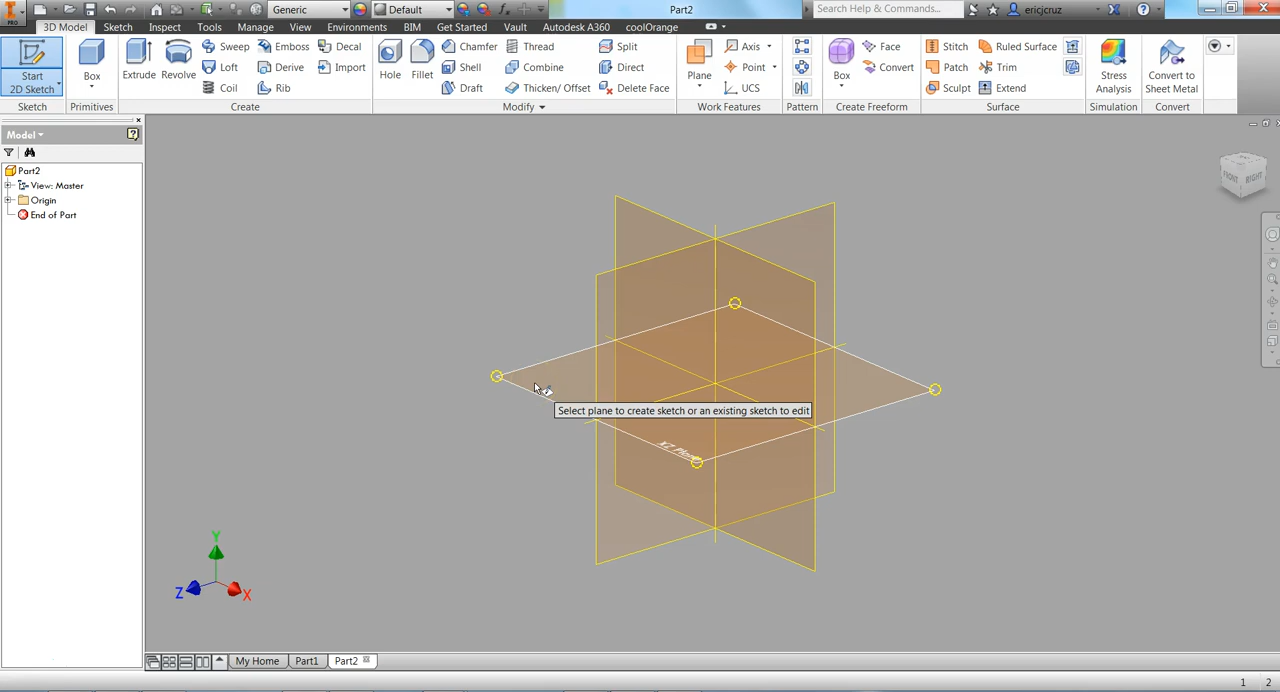 PRO
Generic
Default
fx
Part2
Search Help & Commands...
ericjcruz
3D Model Sketch Inspect Tools Manage View Environments BIM Get Started Vault Autodesk A360 coolOrange
Start
2D Sketch
Sketch
Box
Primitives
Extrude
Revolve
Sweep
Loft
Coil
Emboss
Derive
Rib
Decal
Import
Create
Hole
Fillet
Chamfer
Shell
Draft
Thread
Combine
Thicken/ Offset
Split
Direct
Delete Face
Modify
Plane
Axis
Point
UCS
Work Features
Pattern
Box
Face
Convert
Create Freeform
Stitch
Patch
Sculpt
Ruled Surface
Trim
Extend
Surface
Stress
Analysis
Simulation
Convert to
Sheet Metal
Convert
Model
Part2
View: Master
Origin
End of Part
FRONT
RIGHT
Select plane to create sketch or an existing sketch to edit
XZ Plane
Y
Z
X
My Home
Part1
Part2
1 2